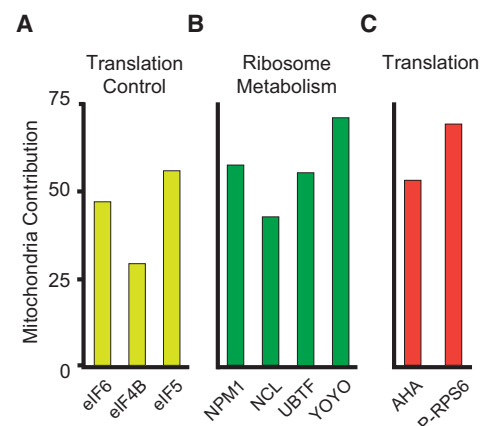 A
B
C
Translation
Control
Ribosome
Metabolism
Translation
Mitochondria Contribution
75
50
25
0
eIF6
eIF4B
eIF5
NPM1
NCL
UBTF
YOYO
AHA
P-RPS6